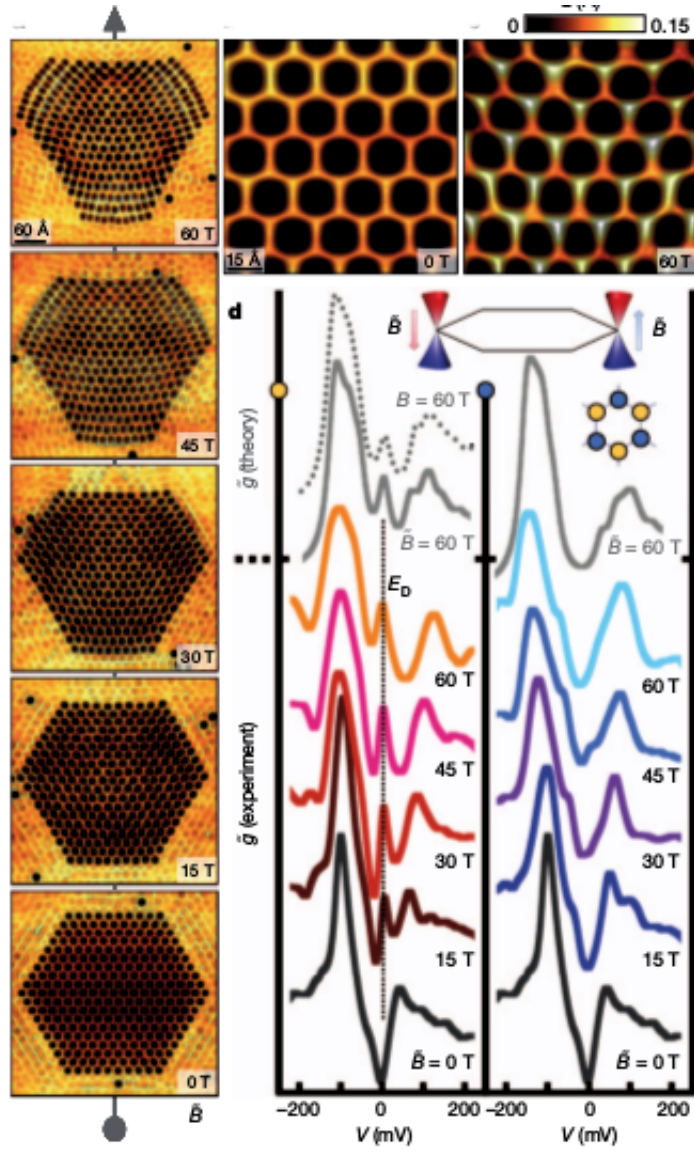 0
0.15
60 Å
60 T
15 Å
0 T
60 T
45 T
30 T
15 T
0 T
B̃
d
B̃
B̃
g̃ (theory)
B = 60 T
B̃ = 60 T
B̃ = 60 T
E_D
g̃ (experiment)
60 T
45 T
30 T
15 T
B̃ = 0 T
60 T
45 T
30 T
15 T
B̃ = 0 T
−200
0
200
−200
0
200
V (mV)
V (mV)